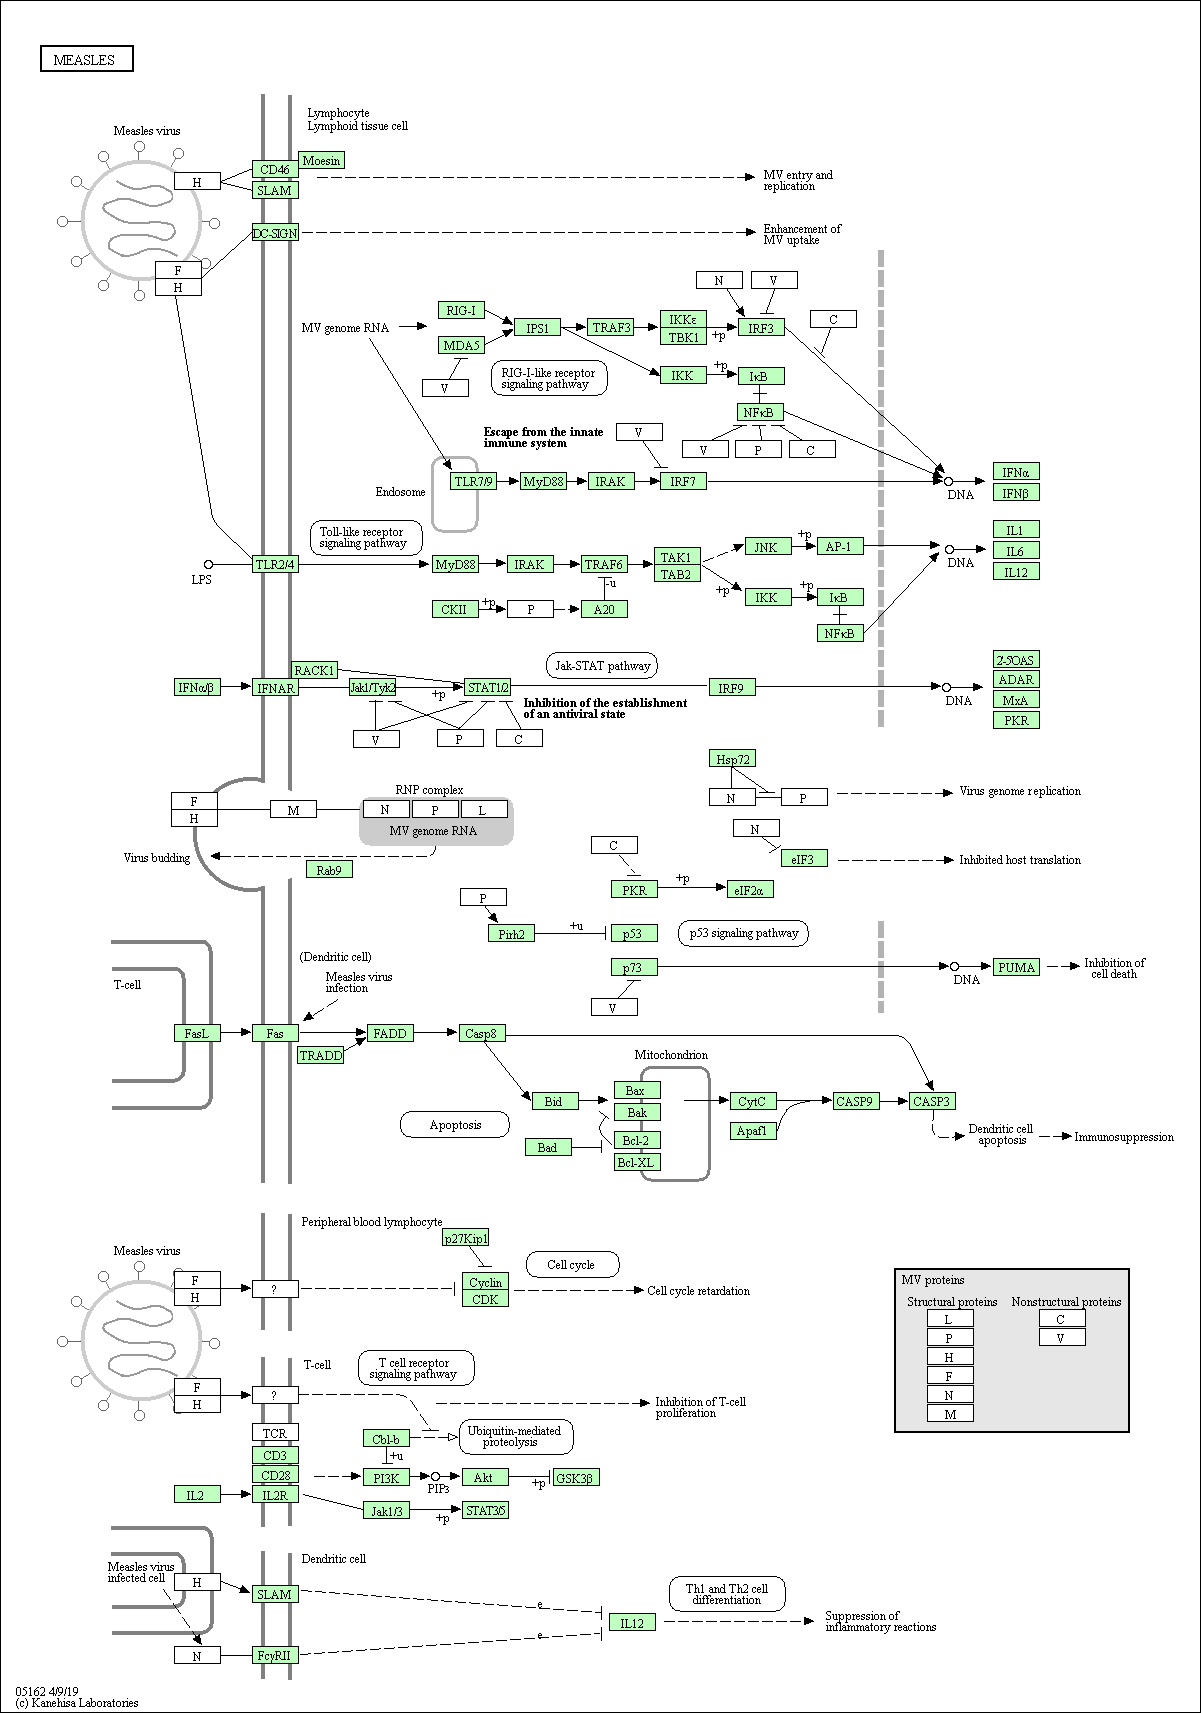 MEASLES
Lymphocyte
Lymphoid tissue cell
Measles virus
H
CD46
Moesin
SLAM
MV entry and
replication
DC-SIGN
Enhancement of
MV uptake
F
H
N
V
RIG-I
MV genome RNA
IPS1
TRAF3
IKKε
TBK1
+p
IRF3
C
MDA5
V
RIG-I-like receptor
signaling pathway
IKK
+p
IκB
NFκB
V
P
C
Escape from the innate
immune system
V
Endosome
TLR7/9
MyD88
IRAK
IRF7
DNA
IFNα
IFNβ
Toll-like receptor
signaling pathway
LPS
TLR2/4
MyD88
IRAK
TRAF6
TAK1
TAB2
JNK
+p
AP-1
DNA
IL1
IL6
IL12
-u
CKII
+p
P
A20
+p
IKK
+p
IκB
NFκB
Jak-STAT pathway
IFNα/β
IFNAR
RACK1
Jak1/Tyk2
+p
STAT1/2
IRF9
DNA
2-5OAS
ADAR
MxA
PKR
Inhibition of the establishment
of an antiviral state
V
P
C
Hsp72
N
P
Virus genome replication
RNP complex
F
H
M
N
P
L
MV genome RNA
Virus budding
Rab9
N
eIF3
Inhibited host translation
C
PKR
+p
eIF2α
P
Pirh2
+u
p53
p53 signaling pathway
p73
V
DNA
PUMA
Inhibition of
cell death
T-cell
(Dendritic cell)
Measles virus
infection
FasL
Fas
FADD
TRADD
Casp8
Mitochondrion
Bid
Bax
Bak
Bcl-2
Bcl-XL
Bad
Apoptosis
CytC
Apaf1
CASP9
CASP3
Dendritic cell
apoptosis
Immunosuppression
Peripheral blood lymphocyte
Measles virus
F
H
?
p27Kip1
Cyclin
CDK
Cell cycle
Cell cycle retardation
MV proteins
Structural proteins
Nonstructural proteins
L
P
H
F
N
M
C
V
T-cell
T cell receptor
signaling pathway
F
H
?
Inhibition of T-cell
proliferation
TCR
CD3
CD28
Cbl-b
+u
Ubiquitin-mediated
proteolysis
PI3K
PIP3
Akt
+p
GSK3β
IL2
IL2R
Jak1/3
+p
STAT3/5
Dendritic cell
Measles virus
infected cell
H
SLAM
e
N
FcγRII
e
IL12
Th1 and Th2 cell
differentiation
Suppression of
inflammatory reactions
05162 4/9/19
(c) Kanehisa Laboratories